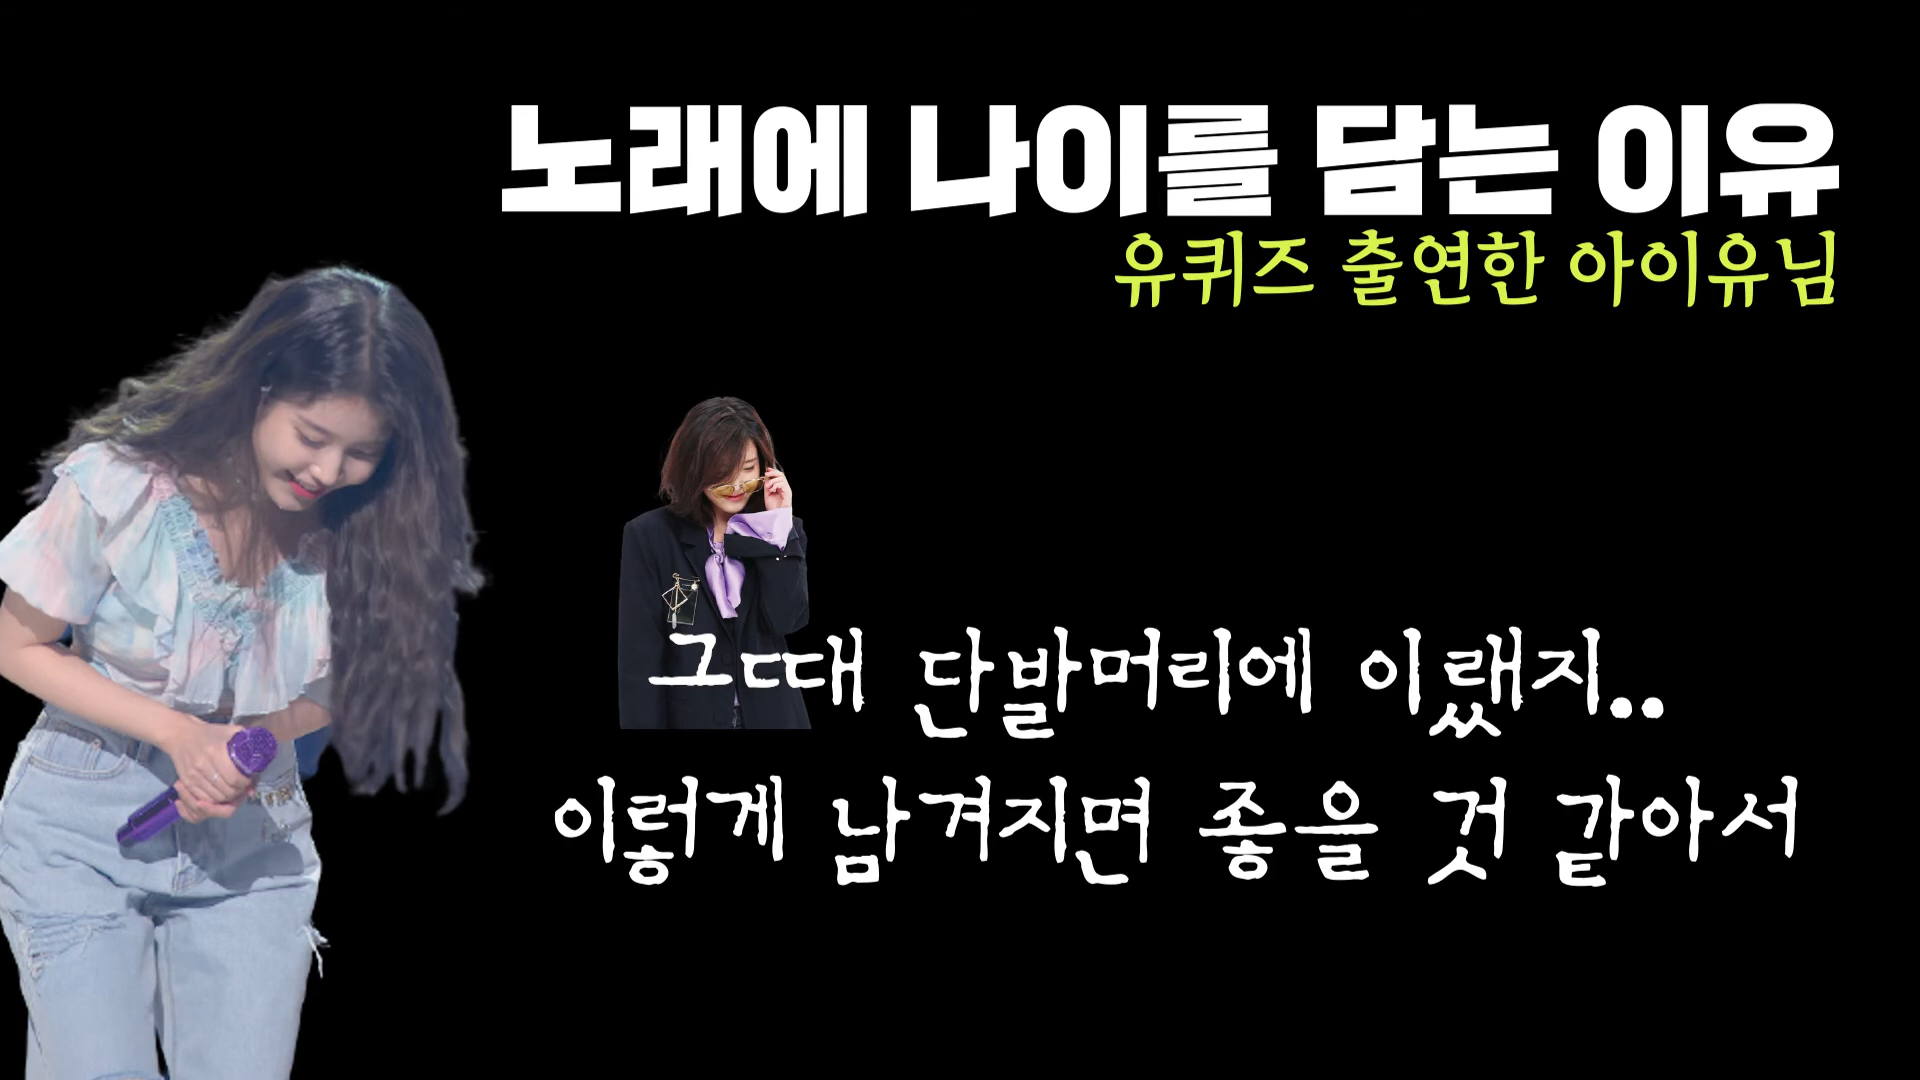 노래에 나이를 담는 이유
유퀴즈 출연한 아이유님
그때 단발머리에 이랬지..
이렇게 남겨지면 좋을 것 같아서